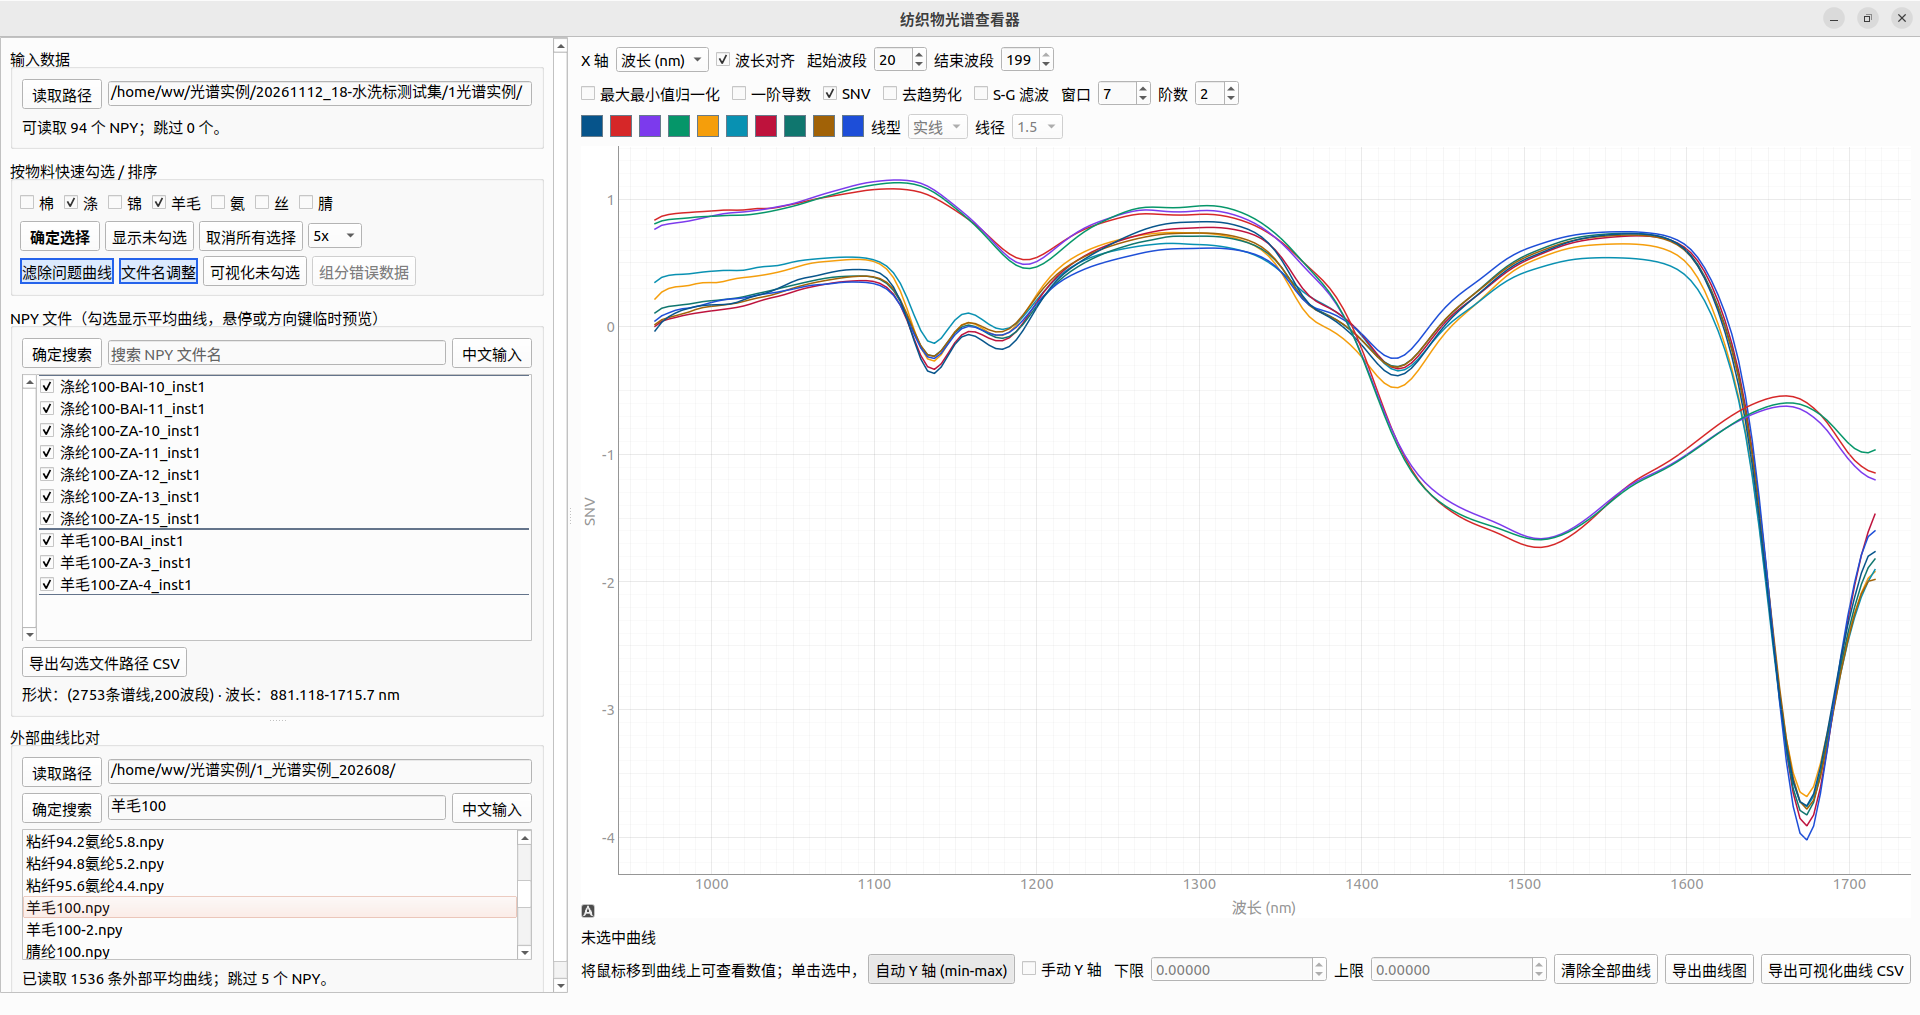 纺织物光谱查看器
输入数据
读取路径 /home/ww/光谱实例/20261112_18-水洗标测试集/1光谱实例/
可读取 94 个 NPY；跳过 0 个。
按物料快速勾选 / 排序
棉 涤 锦 羊毛 氨 丝 腈
确定选择 显示未勾选 取消所有选择 5x
滤除问题曲线 文件名调整 可视化未勾选 组分错误数据
NPY 文件（勾选显示平均曲线，悬停或方向键临时预览）
确定搜索 搜索 NPY 文件名 中文输入
涤纶100-BAI-10_inst1
涤纶100-BAI-11_inst1
涤纶100-ZA-10_inst1
涤纶100-ZA-11_inst1
涤纶100-ZA-12_inst1
涤纶100-ZA-13_inst1
涤纶100-ZA-15_inst1
羊毛100-BAI_inst1
羊毛100-ZA-3_inst1
羊毛100-ZA-4_inst1
导出勾选文件路径 CSV
形状：(2753条谱线,200波段) · 波长：881.118-1715.7 nm
外部曲线比对
读取路径 /home/ww/光谱实例/1_光谱实例_202608/
确定搜索 羊毛100 中文输入
粘纤94.2氨纶5.8.npy
粘纤94.8氨纶5.2.npy
粘纤95.6氨纶4.4.npy
羊毛100.npy
羊毛100-2.npy
腈纶100.npy
已读取 1536 条外部平均曲线；跳过 5 个 NPY。
X 轴 波长 (nm) 波长对齐 起始波段 20 结束波段 199
最大最小值归一化 一阶导数 SNV 去趋势化 S-G 滤波 窗口 7 阶数 2
线型 实线 线径 1.5
1
0
-1
-2
-3
-4
SNV
1000 1100 1200 1300 1400 1500 1600 1700
波长 (nm)
A
未选中曲线
将鼠标移到曲线上可查看数值；单击选中， 自动 Y 轴 (min-max) 手动 Y 轴 下限 0.00000 上限 0.00000 清除全部曲线 导出曲线图 导出可视化曲线 CSV